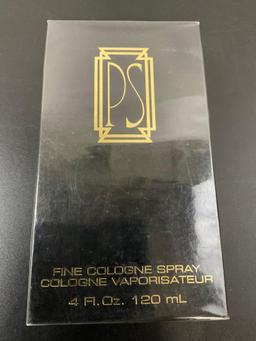 PS
FINE COLOGNE SPRAY
COLOGNE VAPORISATEUR
4 Fl.Oz. 120 mL